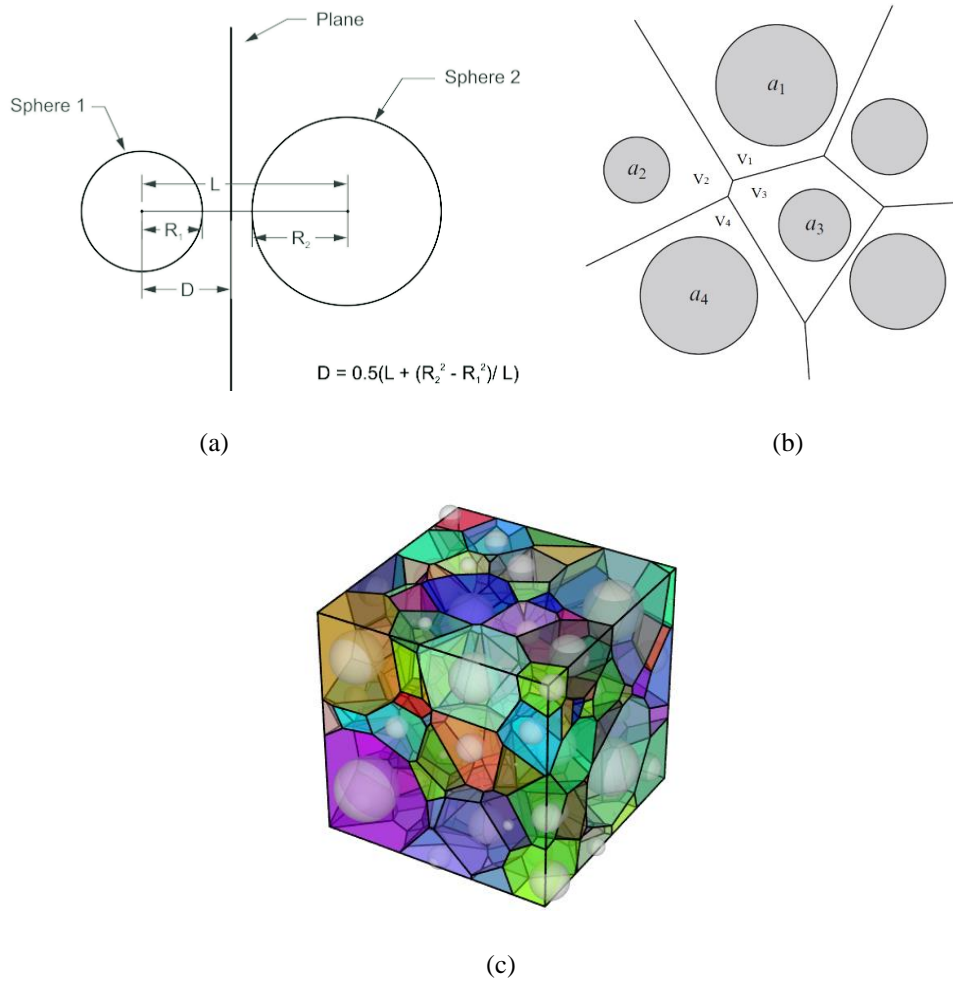 Plane
Sphere 1
Sphere 2
L
R₁
R₂
D
D = 0.5(L + (R₂² - R₁²)/ L)
(a)
a₁
a₂
V₁
V₂
V₃
V₄
a₃
a₄
(b)
(c)